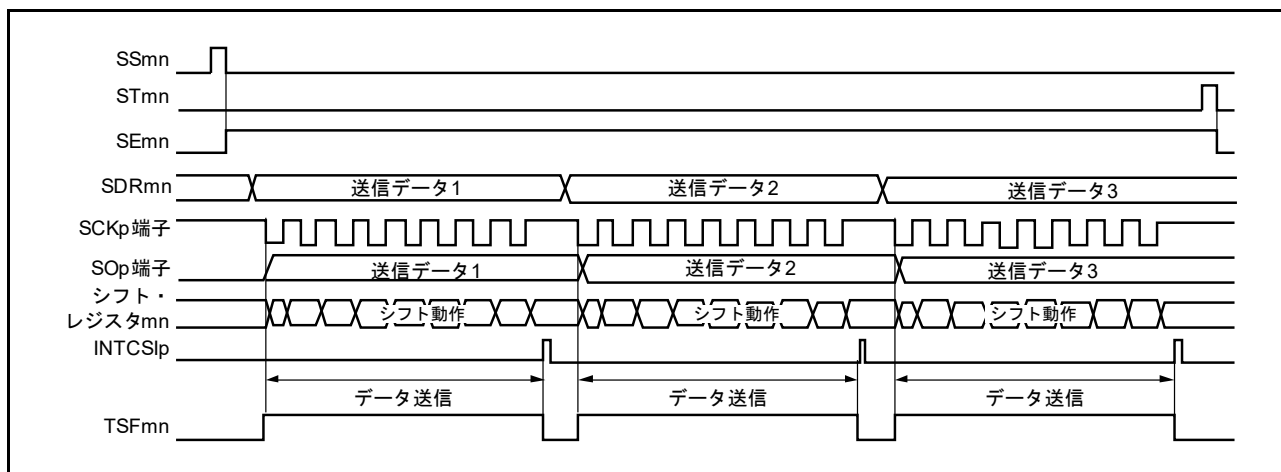 SSmn
STmn
SEmn
SDRmn 送信データ1 送信データ2 送信データ3
SCKp端子
SOp端子 送信データ1 送信データ2 送信データ3
シフト・
レジスタmn シフト動作 シフト動作 シフト動作
INTCSIp
データ送信 データ送信 データ送信
TSFmn